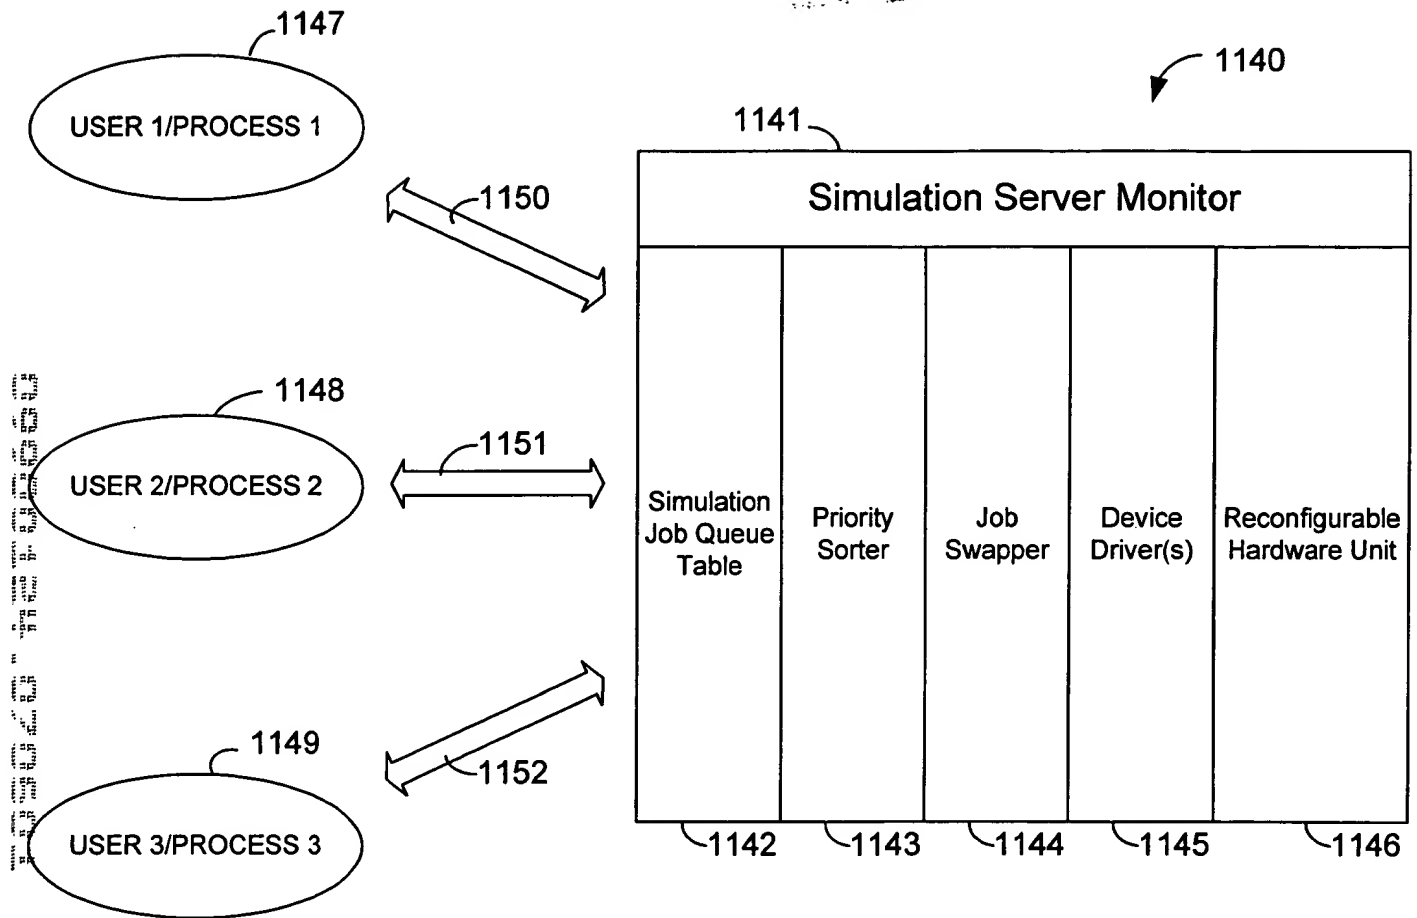 1147
USER 1/PROCESS 1
1150
1140
1141
Simulation Server Monitor
1148
USER 2/PROCESS 2
1151
Simulation
Job Queue
Table
Priority
Sorter
Job
Swapper
Device
Driver(s)
Reconfigurable
Hardware Unit
1149
USER 3/PROCESS 3
1152
1142
1143
1144
1145
1146